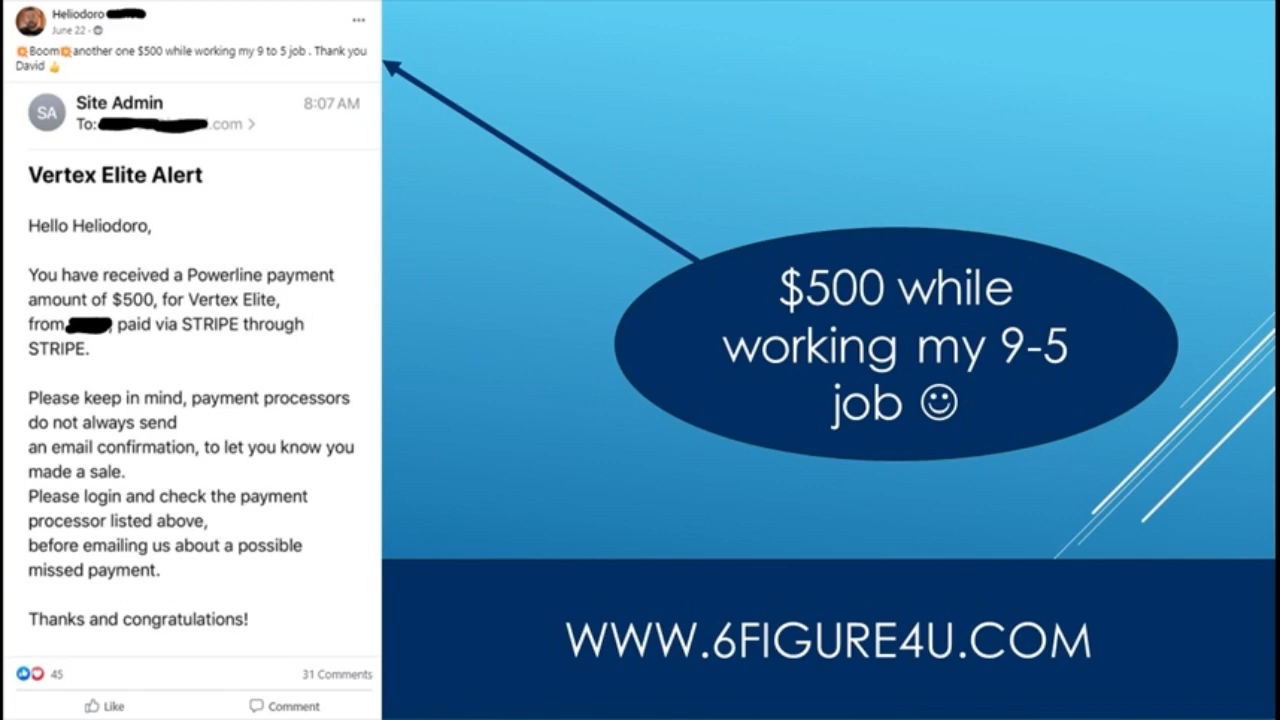 Heliodoro
June 22 ·
💥Boom💥another one $500 while working my 9 to 5 job . Thank you
David 👍
SA
Site Admin
8:07 AM
To: .com >
Vertex Elite Alert
Hello Heliodoro,
You have received a Powerline payment
amount of $500, for Vertex Elite,
from , paid via STRIPE through
STRIPE.
Please keep in mind, payment processors
do not always send
an email confirmation, to let you know you
made a sale.
Please login and check the payment
processor listed above,
before emailing us about a possible
missed payment.
Thanks and congratulations!
45
31 Comments
Like
Comment
$500 while
working my 9-5
job ☺
WWW.6FIGURE4U.COM